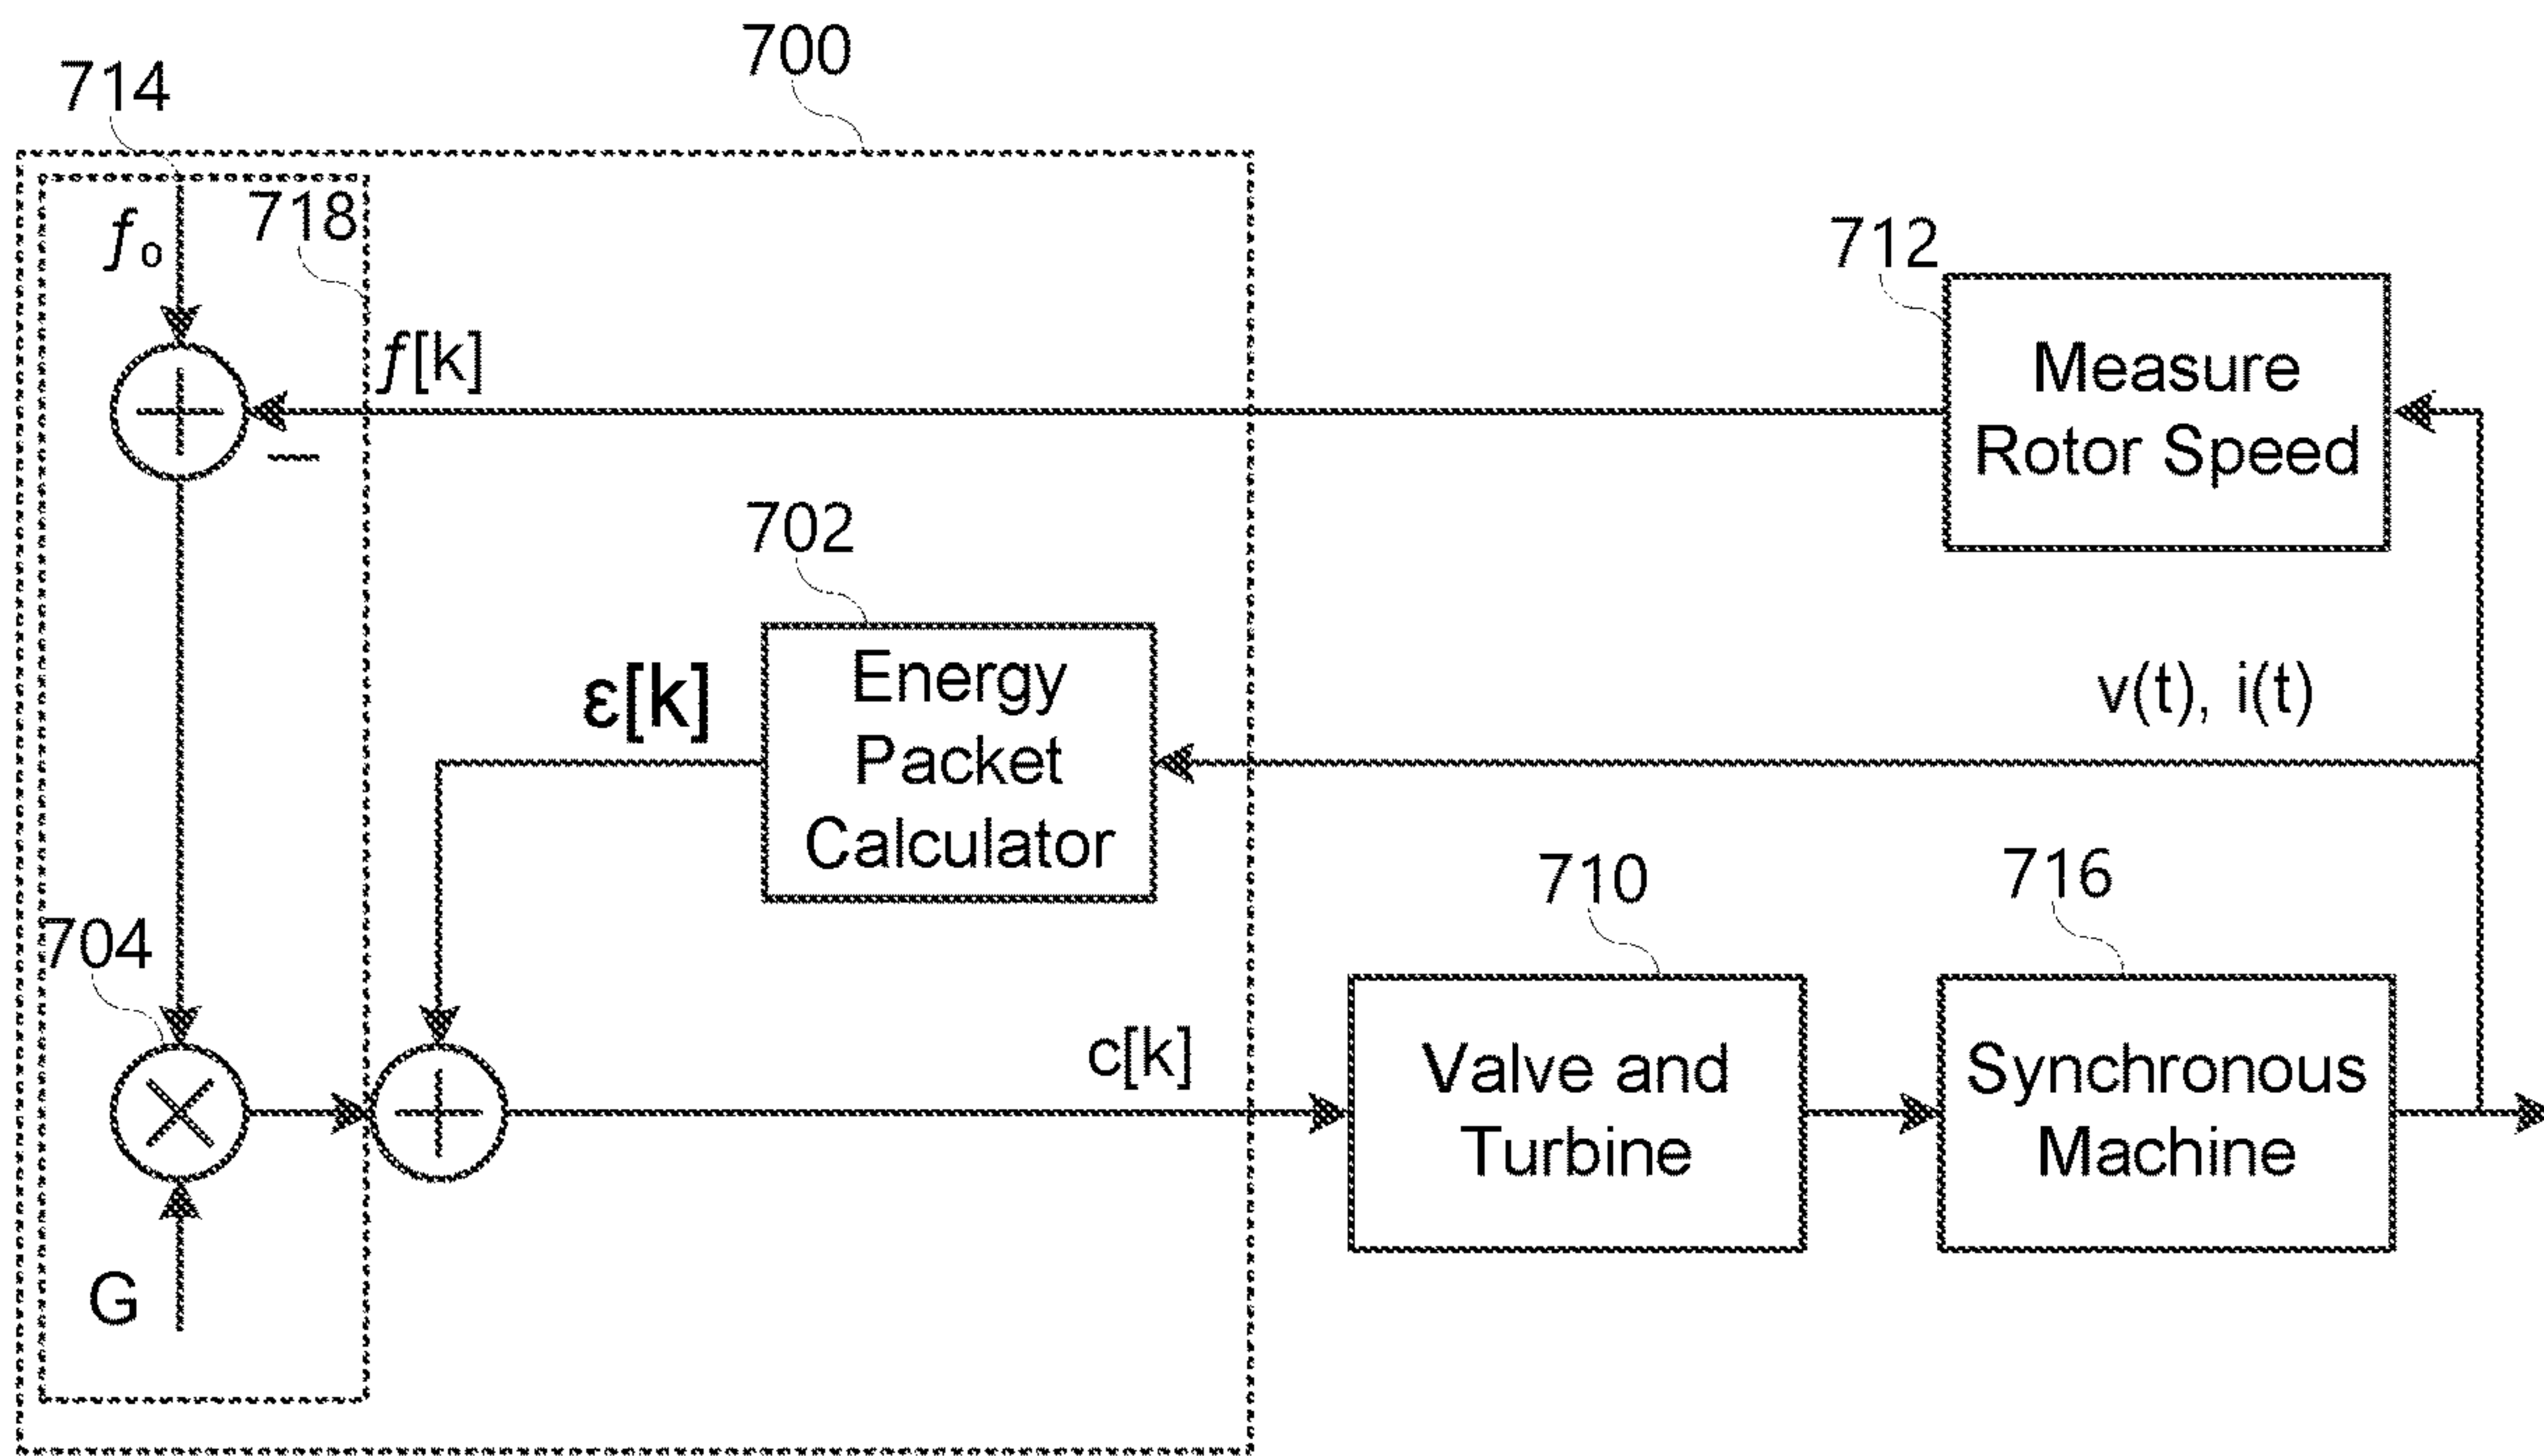 700
714
718
fo
712
f[k]
–
Measure
Rotor Speed
702
Energy
Packet
Calculator
ε[k]
v(t), i(t)
704
710
716
c[k]
Valve and
Turbine
Synchronous
Machine
G